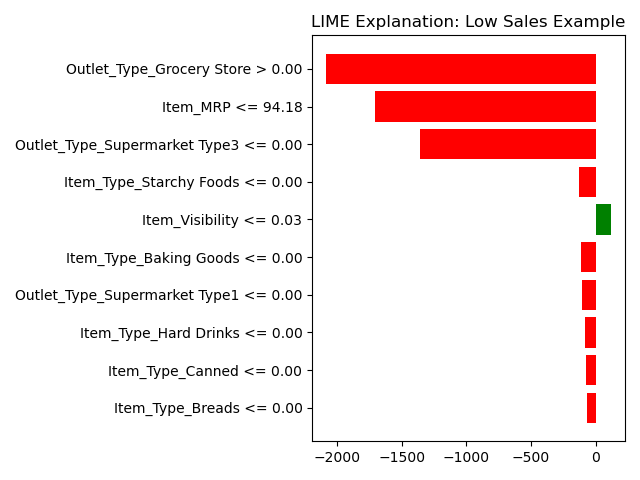 LIME Explanation: Low Sales Example
Outlet_Type_Grocery Store > 0.00
Item_MRP <= 94.18
Outlet_Type_Supermarket Type3 <= 0.00
Item_Type_Starchy Foods <= 0.00
Item_Visibility <= 0.03
Item_Type_Baking Goods <= 0.00
Outlet_Type_Supermarket Type1 <= 0.00
Item_Type_Hard Drinks <= 0.00
Item_Type_Canned <= 0.00
Item_Type_Breads <= 0.00
−2000 −1500 −1000 −500 0